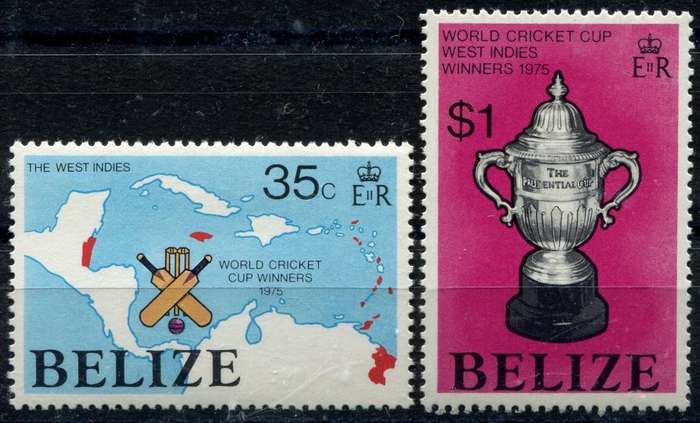 THE WEST INDIES
35C
EIIR
WORLD CRICKET
CUP WINNERS
1975
BELIZE
WORLD CRICKET CUP
WEST INDIES
WINNERS 1975
EIIR
$1
THE
PRUDENTIAL CUP
BELIZE